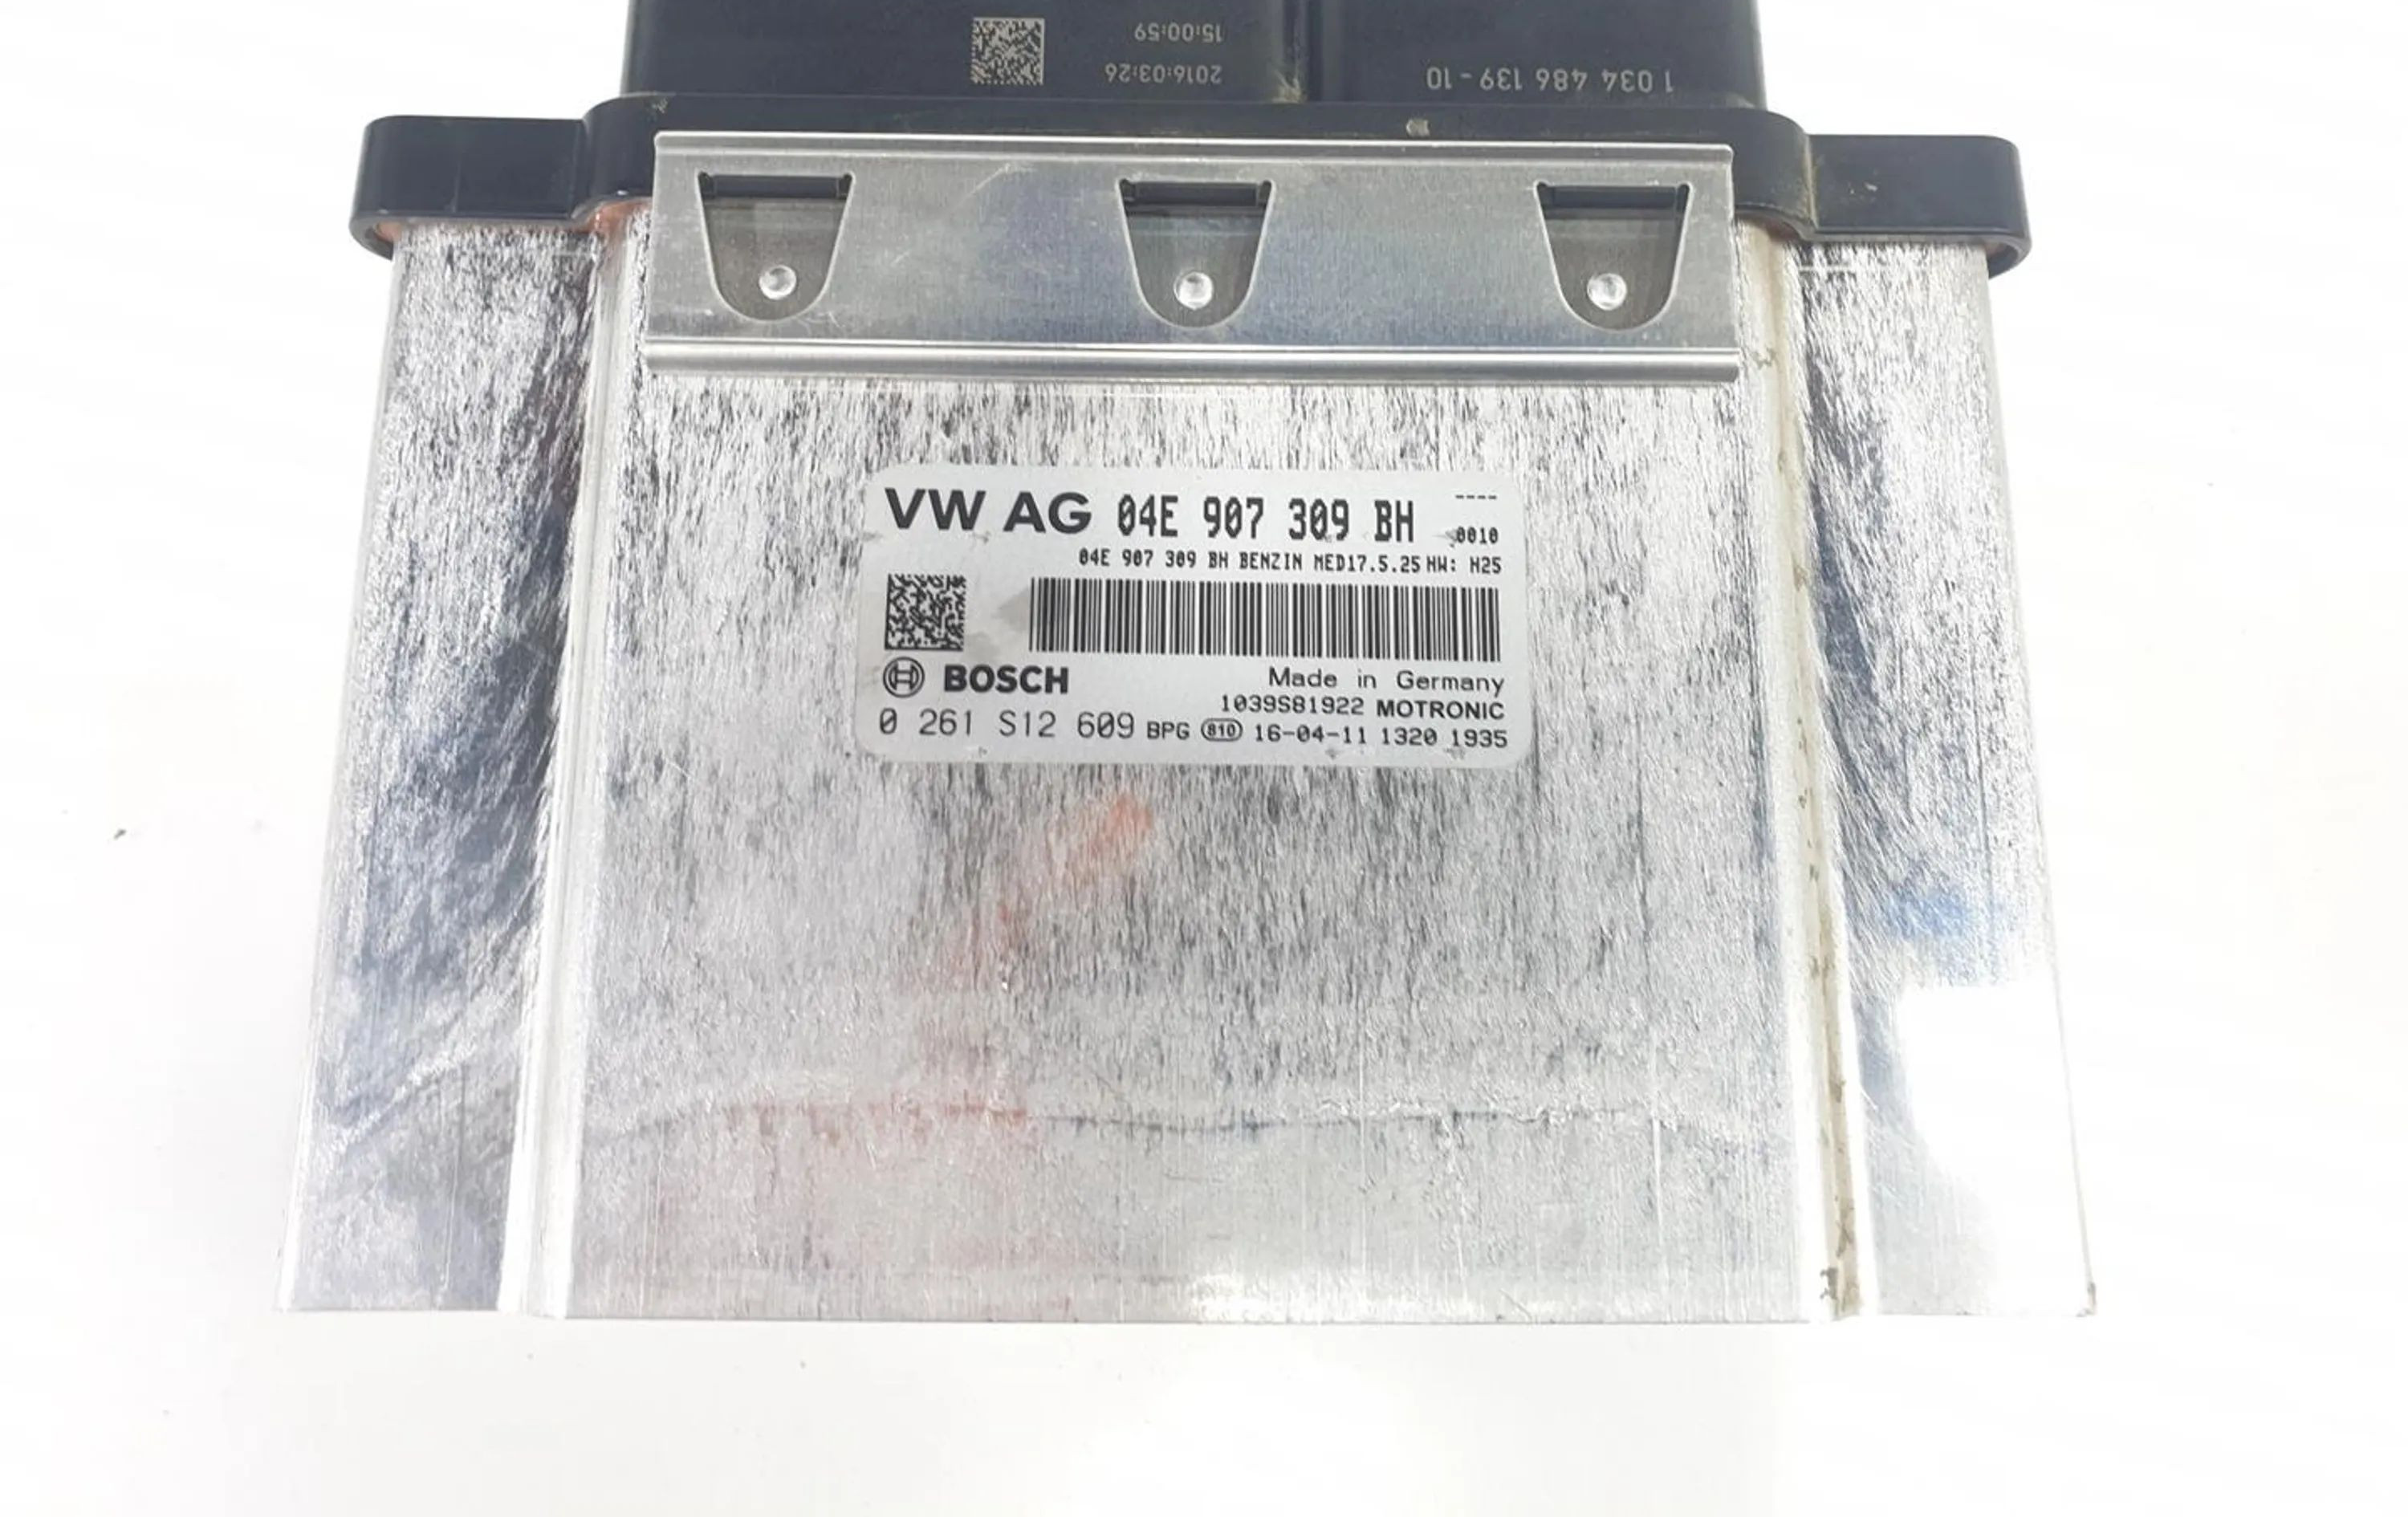 1 034 486 139 - 10
2016:03:26
15:00:59
VW AG 04E 907 309 BH ----
0010
04E 907 309 BH BENZIN MED17.5.25 HW: H25
BOSCH
Made in Germany
1039S81922 MOTRONIC
0 261 S12 609 BPG 810 16-04-11 1320 1935